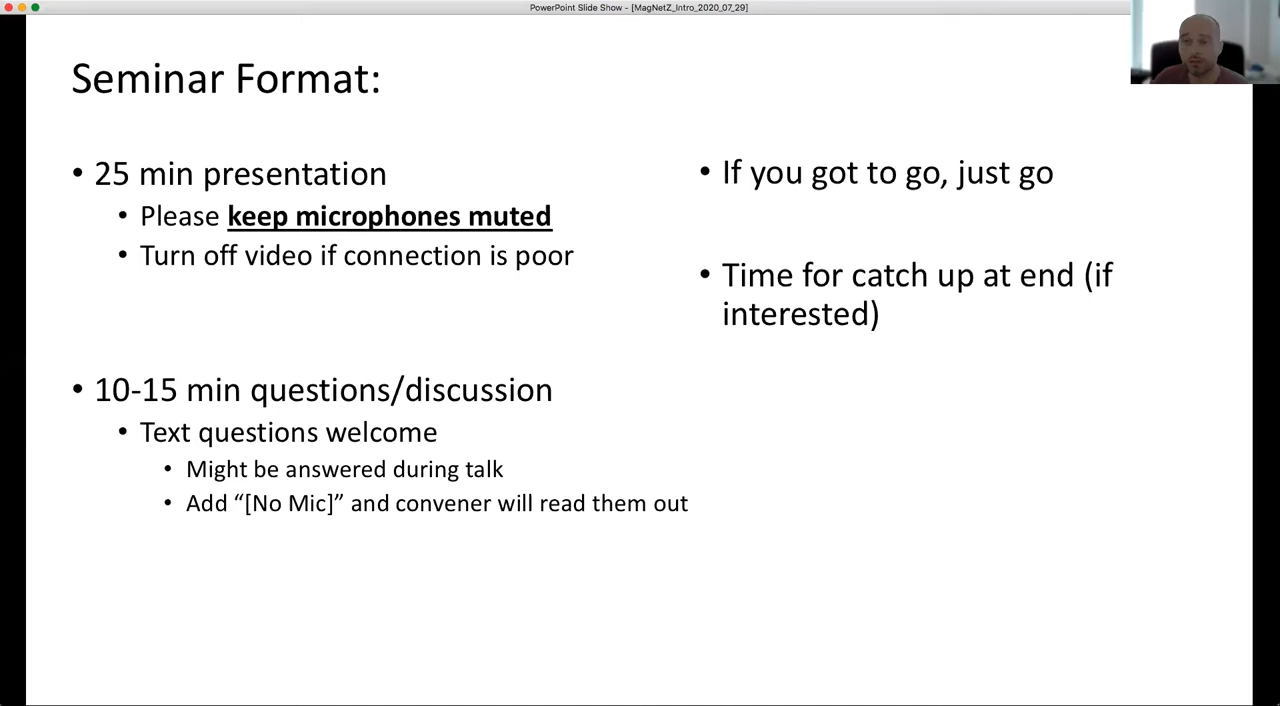 PowerPoint Slide Show - [MagNetZ_Intro_2020_07_29]
Seminar Format:
• 25 min presentation
• Please keep microphones muted
• Turn off video if connection is poor
• 10-15 min questions/discussion
• Text questions welcome
• Might be answered during talk
• Add “[No Mic]” and convener will read them out
• If you got to go, just go
• Time for catch up at end (if
interested)